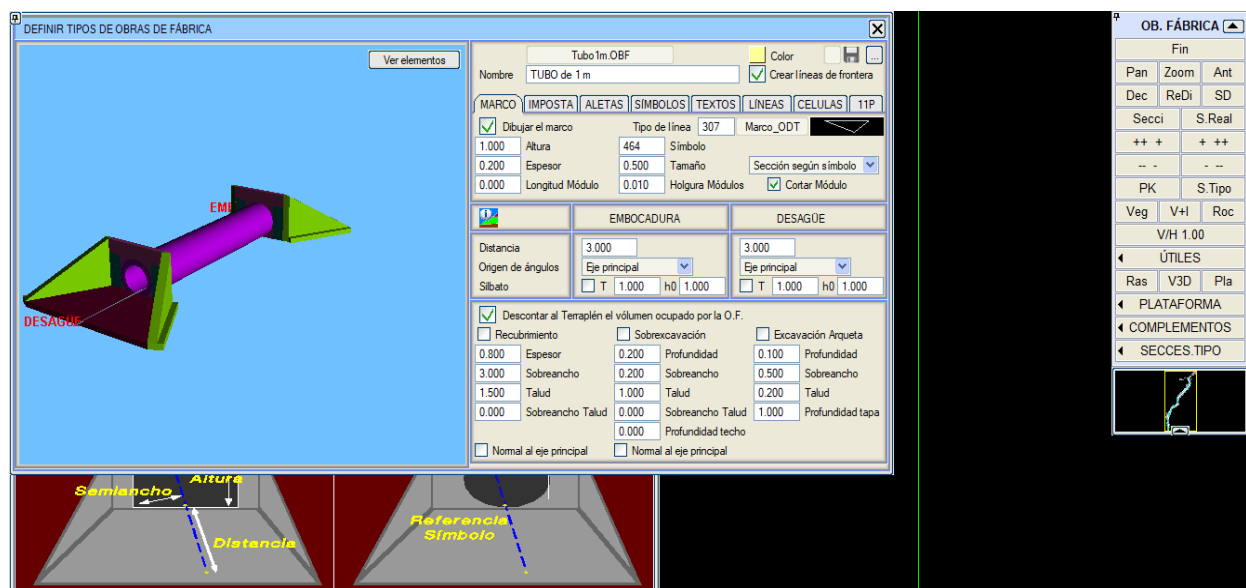 DEFINIR TIPOS DE OBRAS DE FÁBRICA
Ver elementos
EMB
DESAGÜE
Tubo1m.OBF
Color
...
Nombre TUBO de 1 m
Crear líneas de frontera
MARCO IMPOSTA ALETAS SÍMBOLOS TEXTOS LÍNEAS CELULAS 11P
Dibujar el marco Tipo de línea 307 Marco_ODT
1.000 Altura 464 Símbolo
0.200 Espesor 0.500 Tamaño Sección según símbolo
0.000 Longitud Módulo 0.010 Holgura Módulos Cortar Módulo
EMBOCADURA DESAGÜE
Distancia 3.000 3.000
Origen de ángulos Eje principal Eje principal
Silbato T 1.000 h0 1.000 T 1.000 h0 1.000
Descontar al Terraplén el vólumen ocupado por la O.F.
Recubrimiento Sobrexcavación Excavación Arqueta
0.800 Espesor 0.200 Profundidad 0.100 Profundidad
3.000 Sobreancho 0.200 Sobreancho 0.500 Sobreancho
1.500 Talud 1.000 Talud 0.200 Talud
0.000 Sobreancho Talud 0.000 Sobreancho Talud 1.000 Profundidad tapa
0.000 Profundidad techo
Normal al eje principal Normal al eje principal
Semiancho
Altura
Distancia
Referencia
Símbolo
OB. FÁBRICA
Fin
Pan Zoom Ant
Dec ReDi SD
Secci S.Real
++ + + ++
-- - - --
PK S.Tipo
Veg V+I Roc
V/H 1.00
ÚTILES
Ras V3D Pla
PLATAFORMA
COMPLEMENTOS
SECCES.TIPO